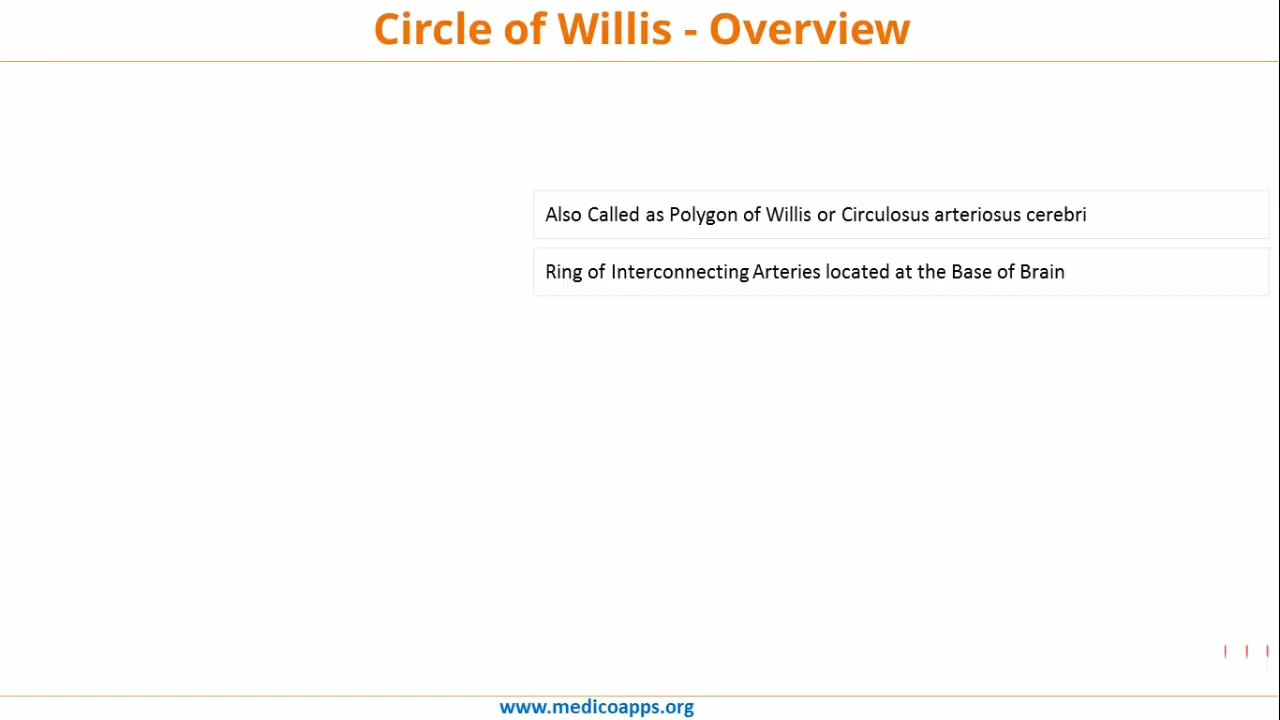 Circle of Willis - Overview
Also Called as Polygon of Willis or Circulosus arteriosus cerebri
Ring of Interconnecting Arteries located at the Base of Brain
www.medicoapps.org